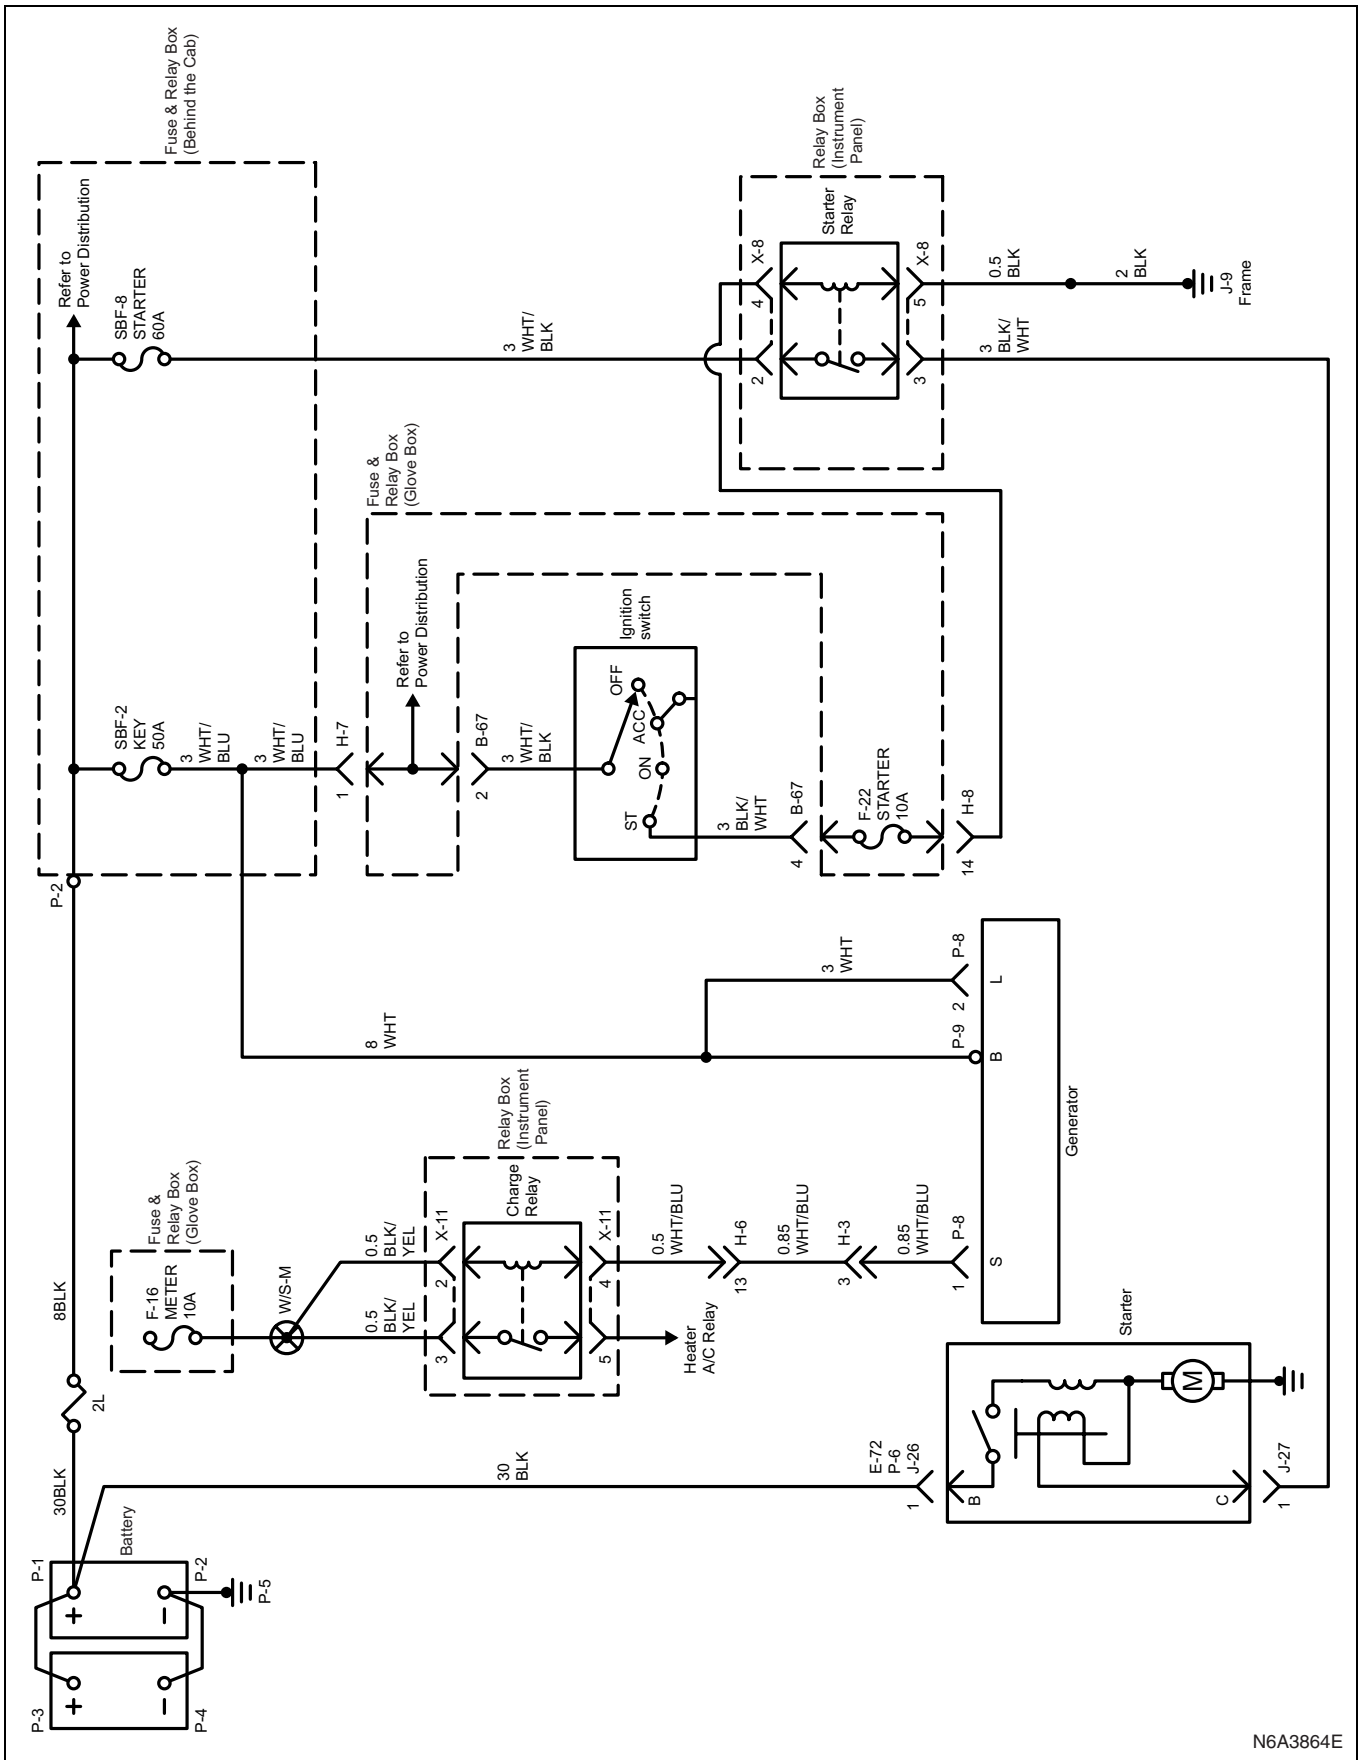 P-3
P-4
P-1
P-2
+
−
+
−
Battery
P-5
30BLK
2L
8BLK
P-2
30
BLK
E-72
P-6
J-26
1
B
C
J-27
1
M
Starter
Fuse &
Relay Box
(Glove Box)
F-16
METER
10A
W/S-M
0.5
BLK/
YEL
0.5
BLK/
YEL
3
2
X-11
Relay Box
(Instrument
Panel)
Charge
Relay
5
4
X-11
Heater
A/C Relay
0.5
WHT/BLU
13
H-6
0.85
WHT/BLU
3
H-3
0.85
WHT/BLU
1
P-8
S
Generator
8
WHT
3
WHT
P-9
B
2
P-8
L
Fuse & Relay Box
(Behind the Cab)
Refer to
Power Distribution
SBF-2
KEY
50A
3
WHT/
BLU
3
WHT/
BLU
1
H-7
SBF-8
STARTER
60A
3
WHT/
BLK
Fuse &
Relay Box
(Glove Box)
Refer to
Power Distribution
2
B-67
3
WHT/
BLK
Ignition
switch
OFF
ACC
ON
ST
3
BLK/
WHT
4
B-67
F-22
STARTER
10A
14
H-8
Relay Box
(Instrument
Panel)
Starter
Relay
2
4
X-8
3
5
X-8
3
BLK/
WHT
0.5
BLK
2
BLK
J-9
Frame
N6A3864E